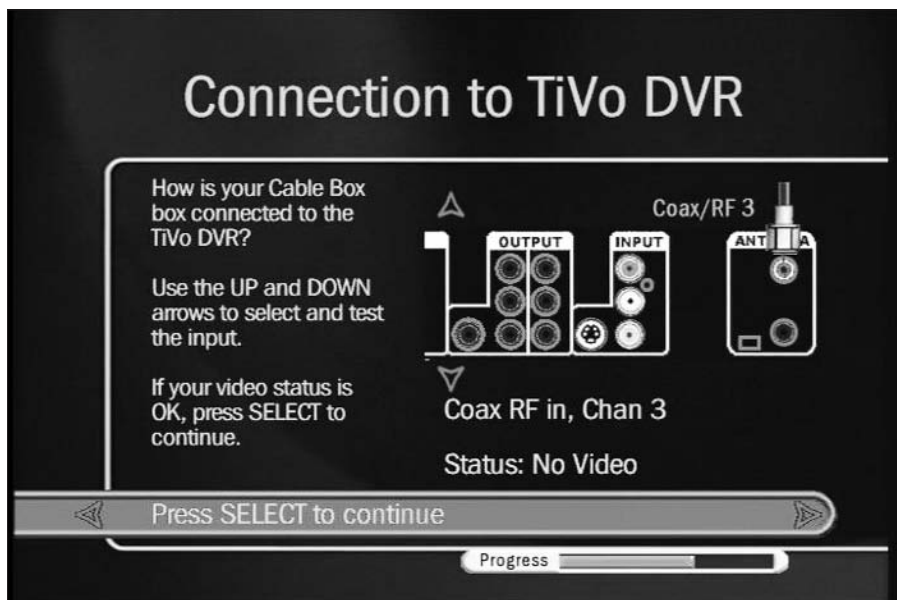 Connection to TiVo DVR
How is your Cable Box
box connected to the
TiVo DVR?
Use the UP and DOWN
arrows to select and test
the input.
If your video status is
OK, press SELECT to
continue.
Coax/RF 3
OUTPUT
INPUT
ANT A
Coax RF in, Chan 3
Status: No Video
Press SELECT to continue
Progress